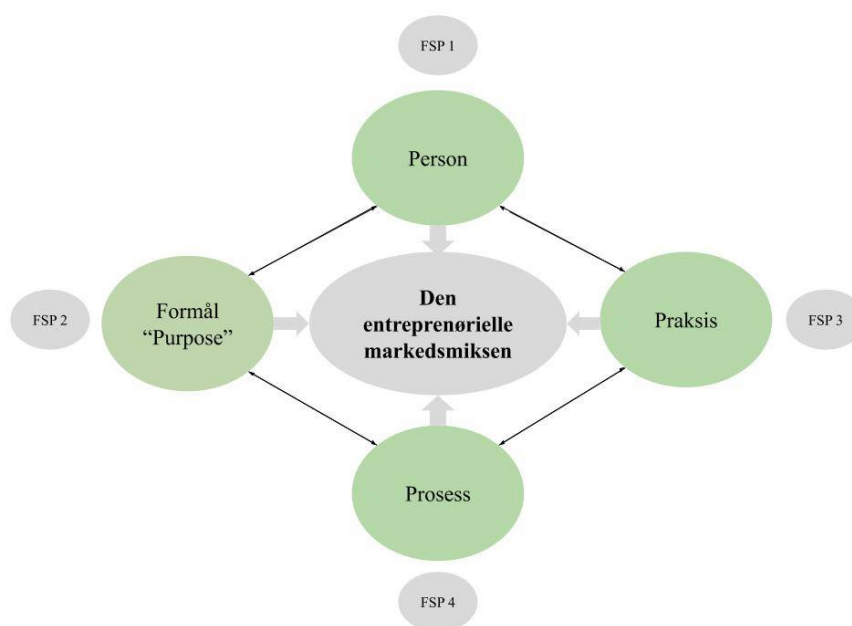 FSP 1
Person
FSP 2
Formål
“Purpose”
Den
entreprenørielle
markedsmiksen
Praksis
FSP 3
Prosess
FSP 4